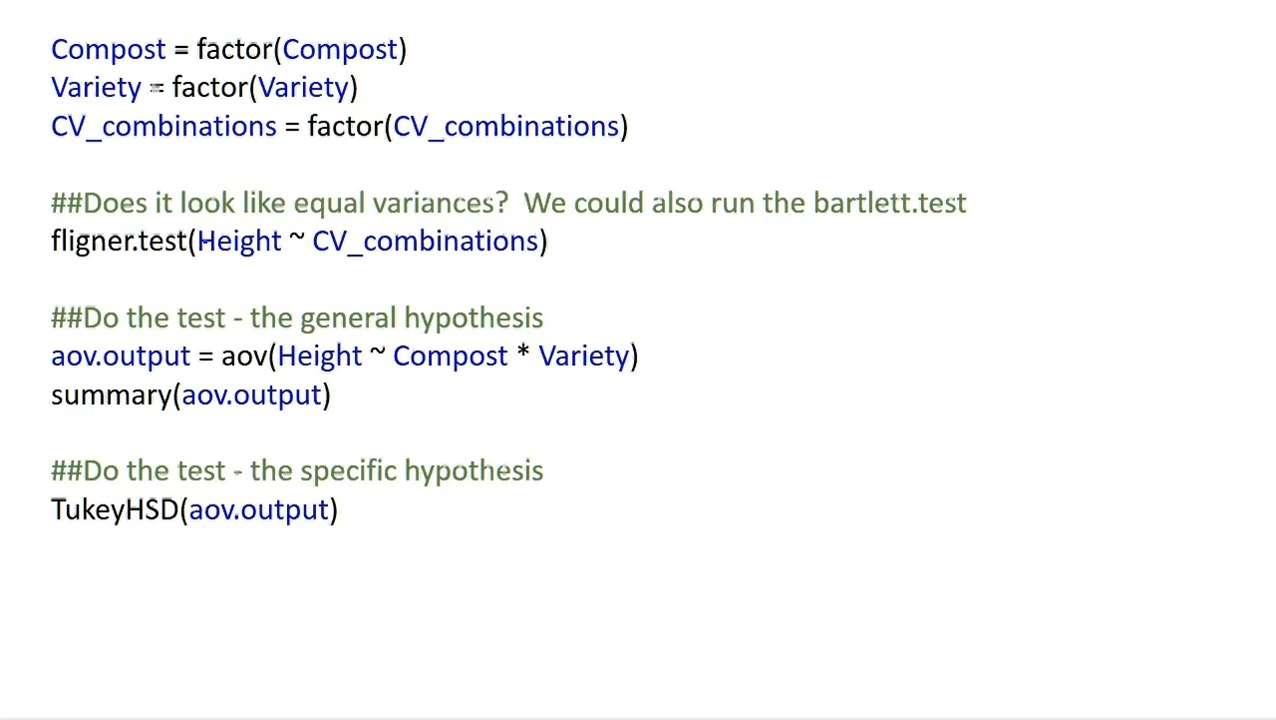 Compost = factor(Compost)
Variety = factor(Variety)
CV_combinations = factor(CV_combinations)
##Does it look like equal variances?  We could also run the bartlett.test
fligner.test(Height ~ CV_combinations)
##Do the test - the general hypothesis
aov.output = aov(Height ~ Compost * Variety)
summary(aov.output)
##Do the test - the specific hypothesis
TukeyHSD(aov.output)